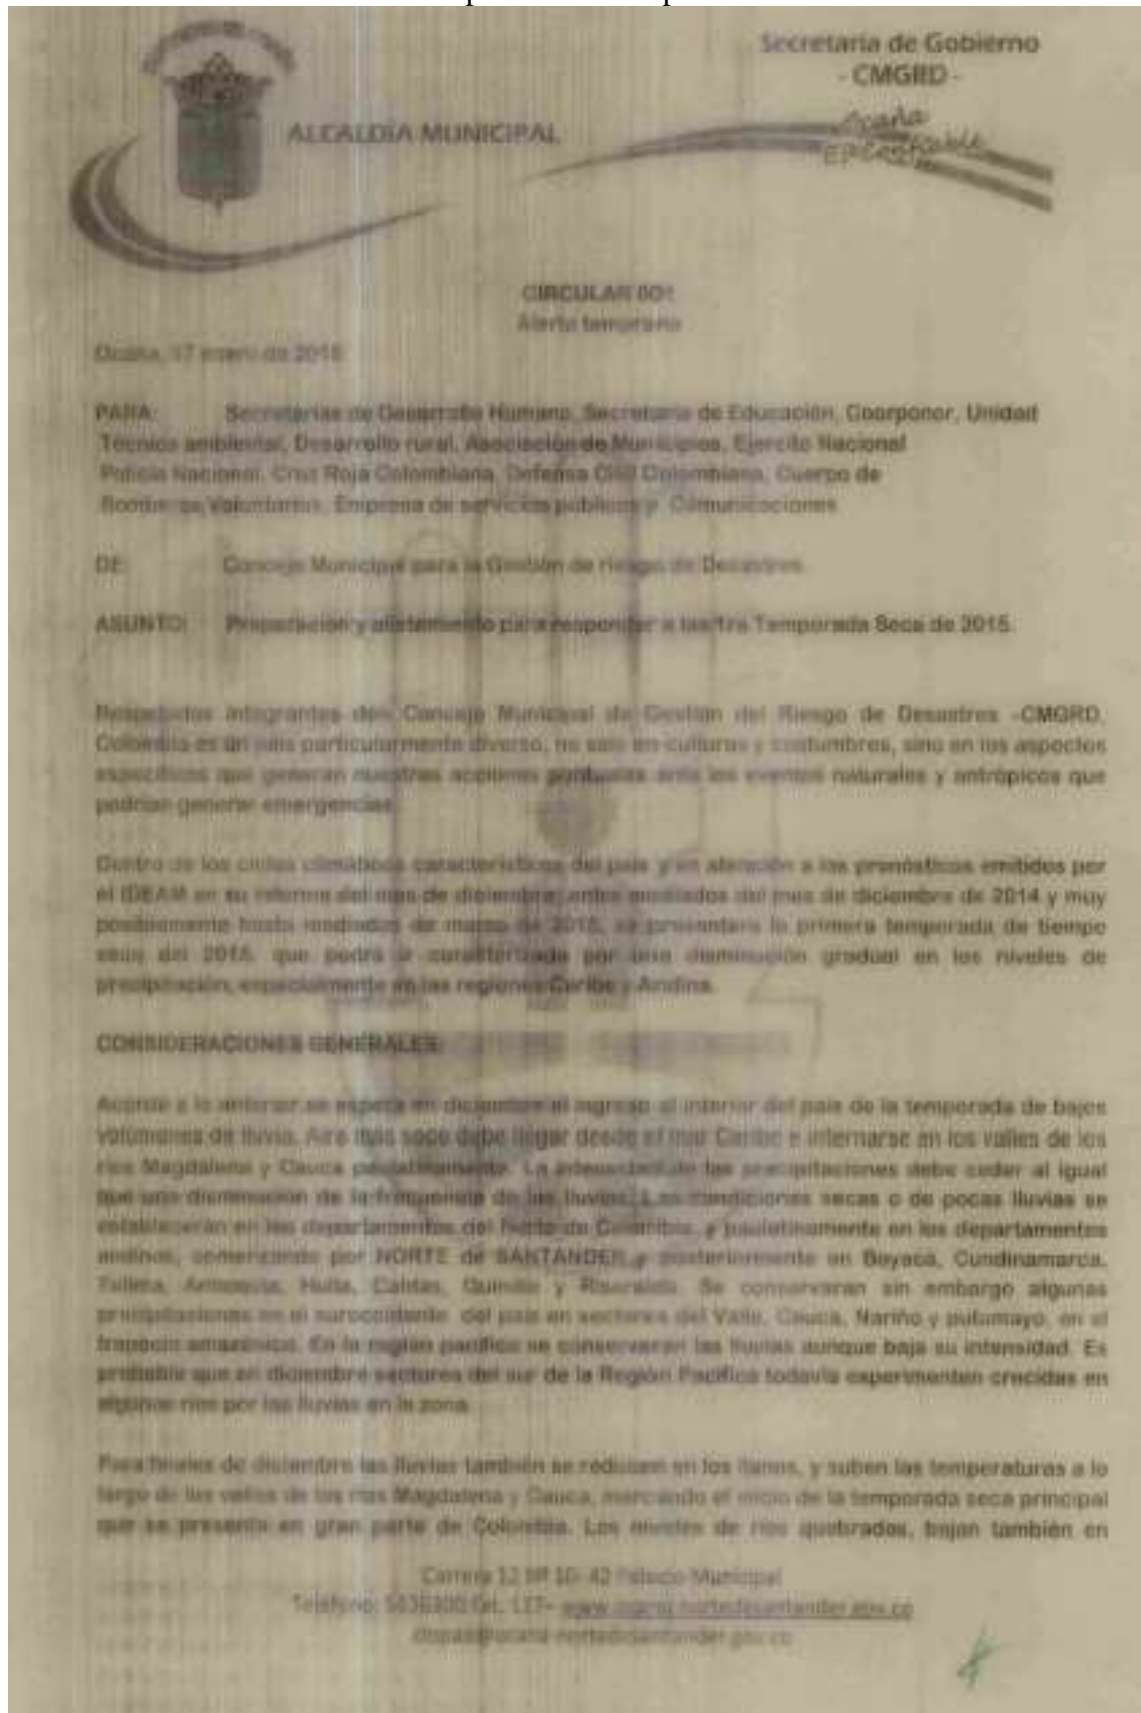 Secretaria de Gobierno
- CMGRD -
Ocaña
ALCALDÍA MUNICIPAL
CIRCULAR 001
Alerta temprana
Ocaña, 17 enero de 2015
PARA: Secretarias de Desarrollo Humano, Secretaria de Educación, Coorponor, Unidad
Técnico ambiental, Desarrollo rural, Asociación de Municipios, Ejercito Nacional
Policía Nacional, Cruz Roja Colombiana, Defensa Civil Colombiana, Cuerpo de
Bomberos Voluntarios, Empresa de servicios públicos y Comunicaciones
DE: Concejo Municipal para la Gestión de riesgo de Desastres.
ASUNTO: Preparación y alistamiento para responder a las 1ra Temporada Seca de 2015.
Respetados integrantes del Concejo Municipal de Gestión del Riesgo de Desastres -CMGRD,
Colombia es un país particularmente diverso, no solo en culturas y costumbres, sino en los aspectos
específicos que generan nuestras acciones ante los eventos naturales y antrópicos que
podrían generar emergencias.
Dentro de los ciclos climáticos característicos del país y en atención a los pronósticos emitidos por
el IDEAM en su informe del mes de diciembre, entre mediados del mes de diciembre de 2014 y muy
posiblemente hasta mediados de marzo de 2015, se presentara la primera temporada de tiempo
seco del 2015, que podrá ir caracterizada por una disminución gradual en los niveles de
precipitación, especialmente en las regiones Caribe y Andina.
CONSIDERACIONES GENERALES:
Acorde a lo anterior se espera en diciembre el ingreso al interior del país de la temporada de bajos
volúmenes de lluvia. Aire más seco debe llegar desde el mar Caribe e internarse en los valles de los
ríos Magdalena y Cauca paulatinamente. La intensidad de las precipitaciones debe ceder al igual
que una disminución de la frecuencia de las lluvias. Las condiciones secas o de pocas lluvias se
establecerán en los departamentos del Norte de Colombia, y paulatinamente en los departamentos
andinos, comenzando por NORTE de SANTANDER y posteriormente en Boyacá, Cundinamarca,
Tolima, Antioquia, Huila, Caldas, Quindío y Risaralda. Se conservaran sin embargo algunas
precipitaciones en el suroccidente del país en sectores del Valle, Cauca, Nariño y putumayo, en el
trapecio amazónico. En la región pacífico se conservaran las lluvias aunque baja su intensidad. Es
probable que en diciembre sectores del sur de la Región Pacífica todavía experimenten crecidas en
algunos ríos por las lluvias en la zona.
Para finales de diciembre las lluvias también se reducen en los llanos, y suben las temperaturas a lo
largo de los valles de los ríos Magdalena y Cauca, marcando el inicio de la temporada seca principal
que se presenta en gran parte de Colombia. Los niveles de ríos quebradas, bajan también en
Carrera 12 Nº 10- 42 Palacio Municipal